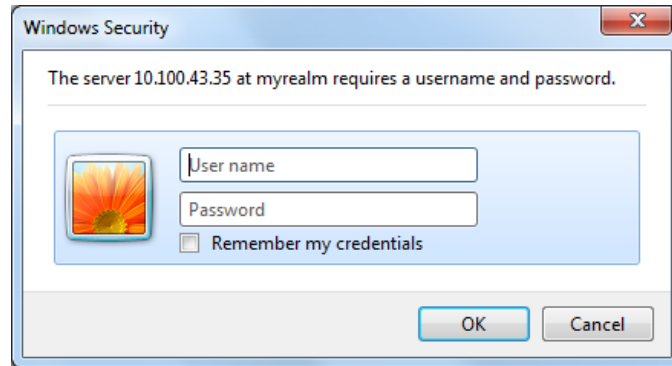 Windows Security
The server 10.100.43.35 at myrealm requires a username and password.
User name
Password
Remember my credentials
OK
Cancel